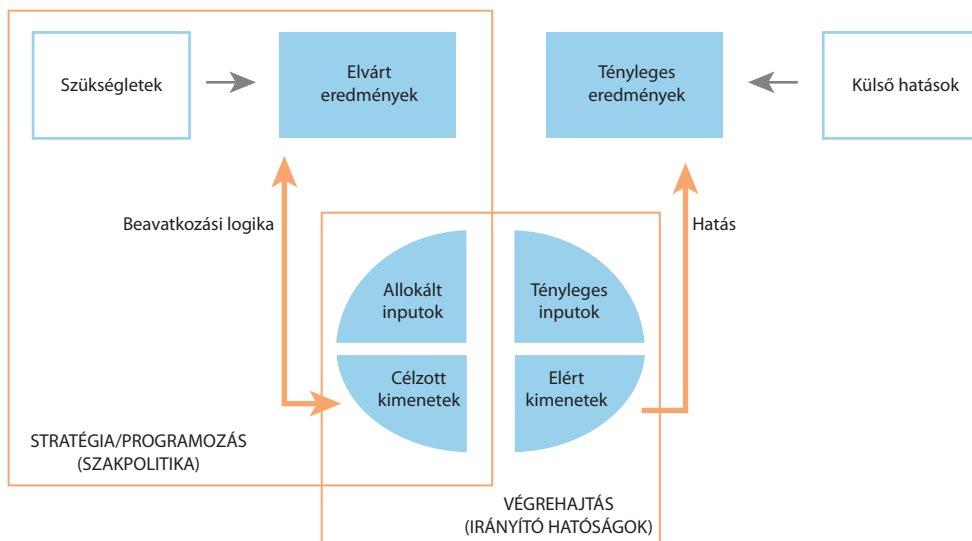 Szükségletek
Elvárt
eredmények
Tényleges
eredmények
Külső hatások
Beavatkozási logika
Hatás
Allokált
inputok
Tényleges
inputok
Célzott
kimenetek
Elért
kimenetek
STRATÉGIA/PROGRAMOZÁS
(SZAKPOLITIKA)
VÉGREHAJTÁS
(IRÁNYÍTÓ HATÓSÁGOK)